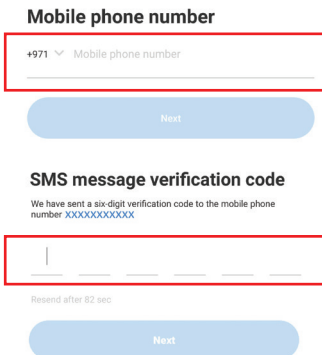 Mobile phone number
+971 Mobile phone number
Next
SMS message verification code
We have sent a six-digit verification code to the mobile phone
number XXXXXXXXXXX
Resend after 82 sec
Next